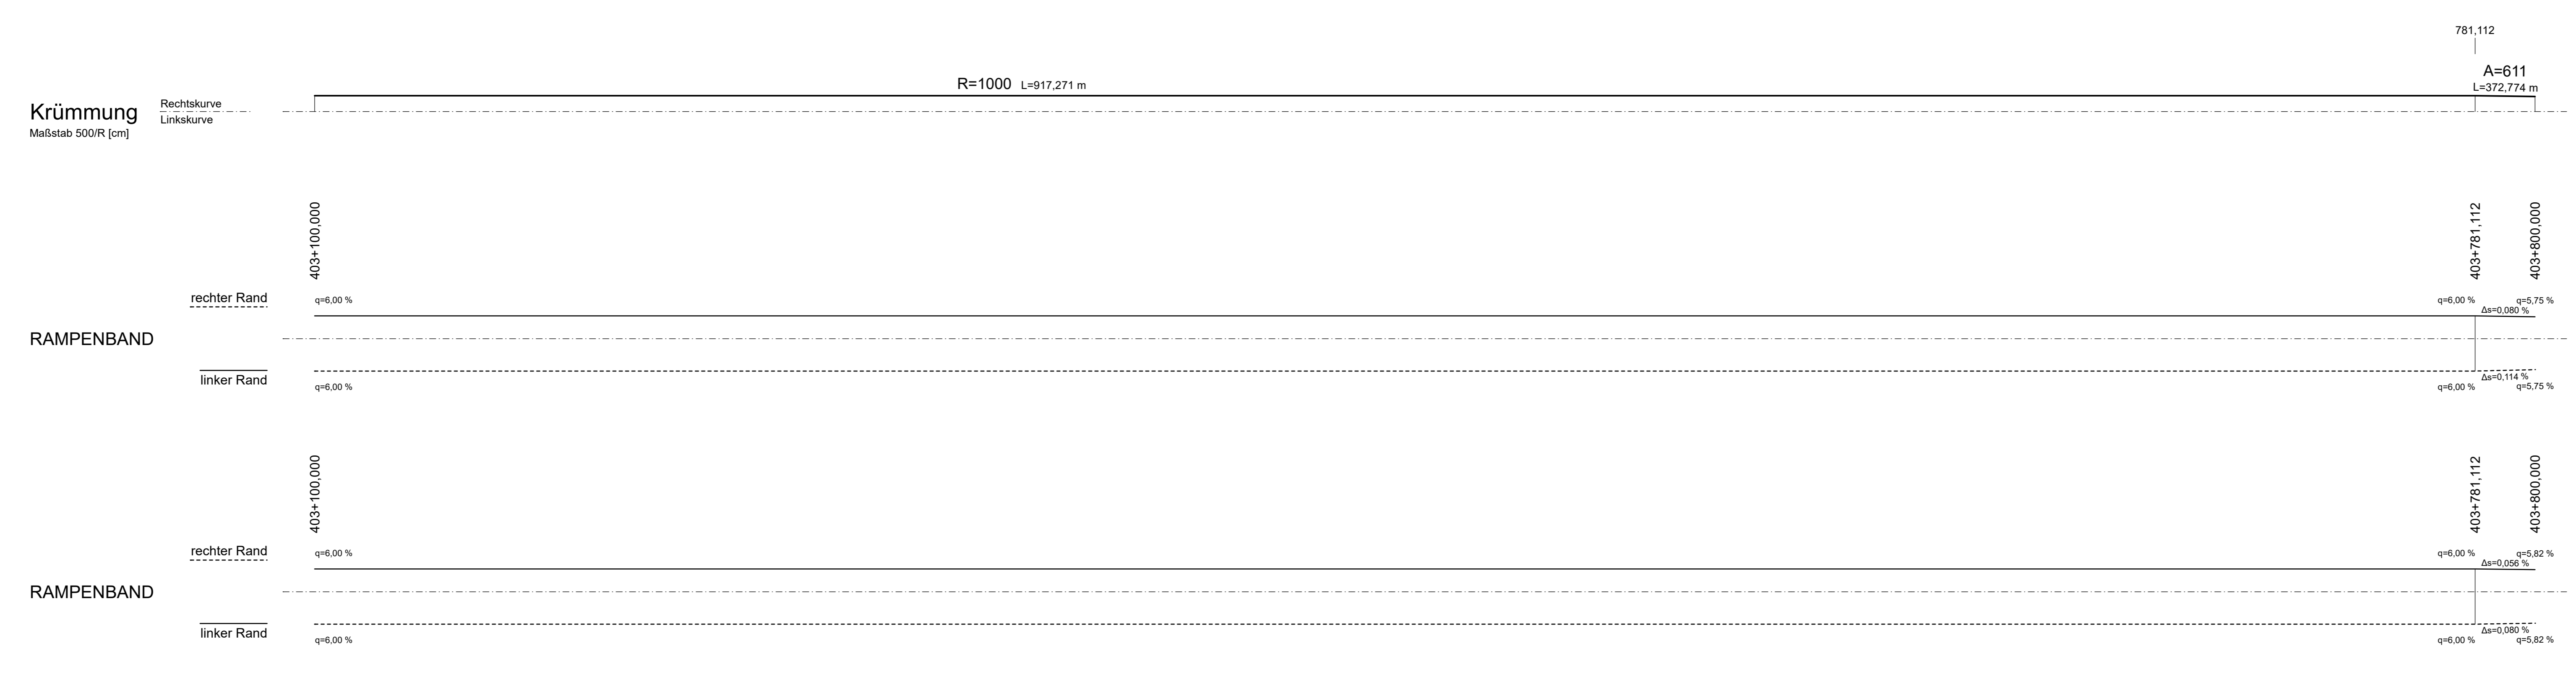 781,112
R=1000 L=917,271 m
A=611
L=372,774 m
Krümmung
Maßstab 500/R [cm]
Rechtskurve
Linkskurve
403+100,000
403+781,112
403+800,000
rechter Rand
q=6,00 %
q=6,00 %
q=5,75 %
Δs=0,080 %
RAMPENBAND
linker Rand
q=6,00 %
Δs=0,114 %
q=6,00 %
q=5,75 %
403+100,000
403+781,112
403+800,000
rechter Rand
q=6,00 %
q=6,00 %
q=5,82 %
Δs=0,056 %
RAMPENBAND
linker Rand
q=6,00 %
Δs=0,080 %
q=6,00 %
q=5,82 %